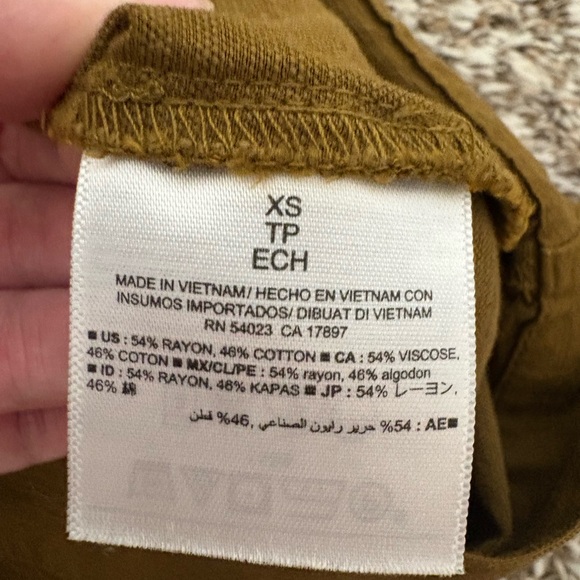 XS
TP
ECH
MADE IN VIETNAM/ HECHO EN VIETNAM CON
INSUMOS IMPORTADOS/ DIBUAT DI VIETNAM
RN 54023 CA 17897
■ US : 54% RAYON, 46% COTTON ■ CA : 54% VISCOSE,
46% COTON ■ MX/CL/PE : 54% rayon, 46% algodon
■ ID : 54% RAYON, 46% KAPAS ■ JP : 54% レーヨン,
46% 綿
■AE : 54% حرير رايون الصناعي, 46% قطن